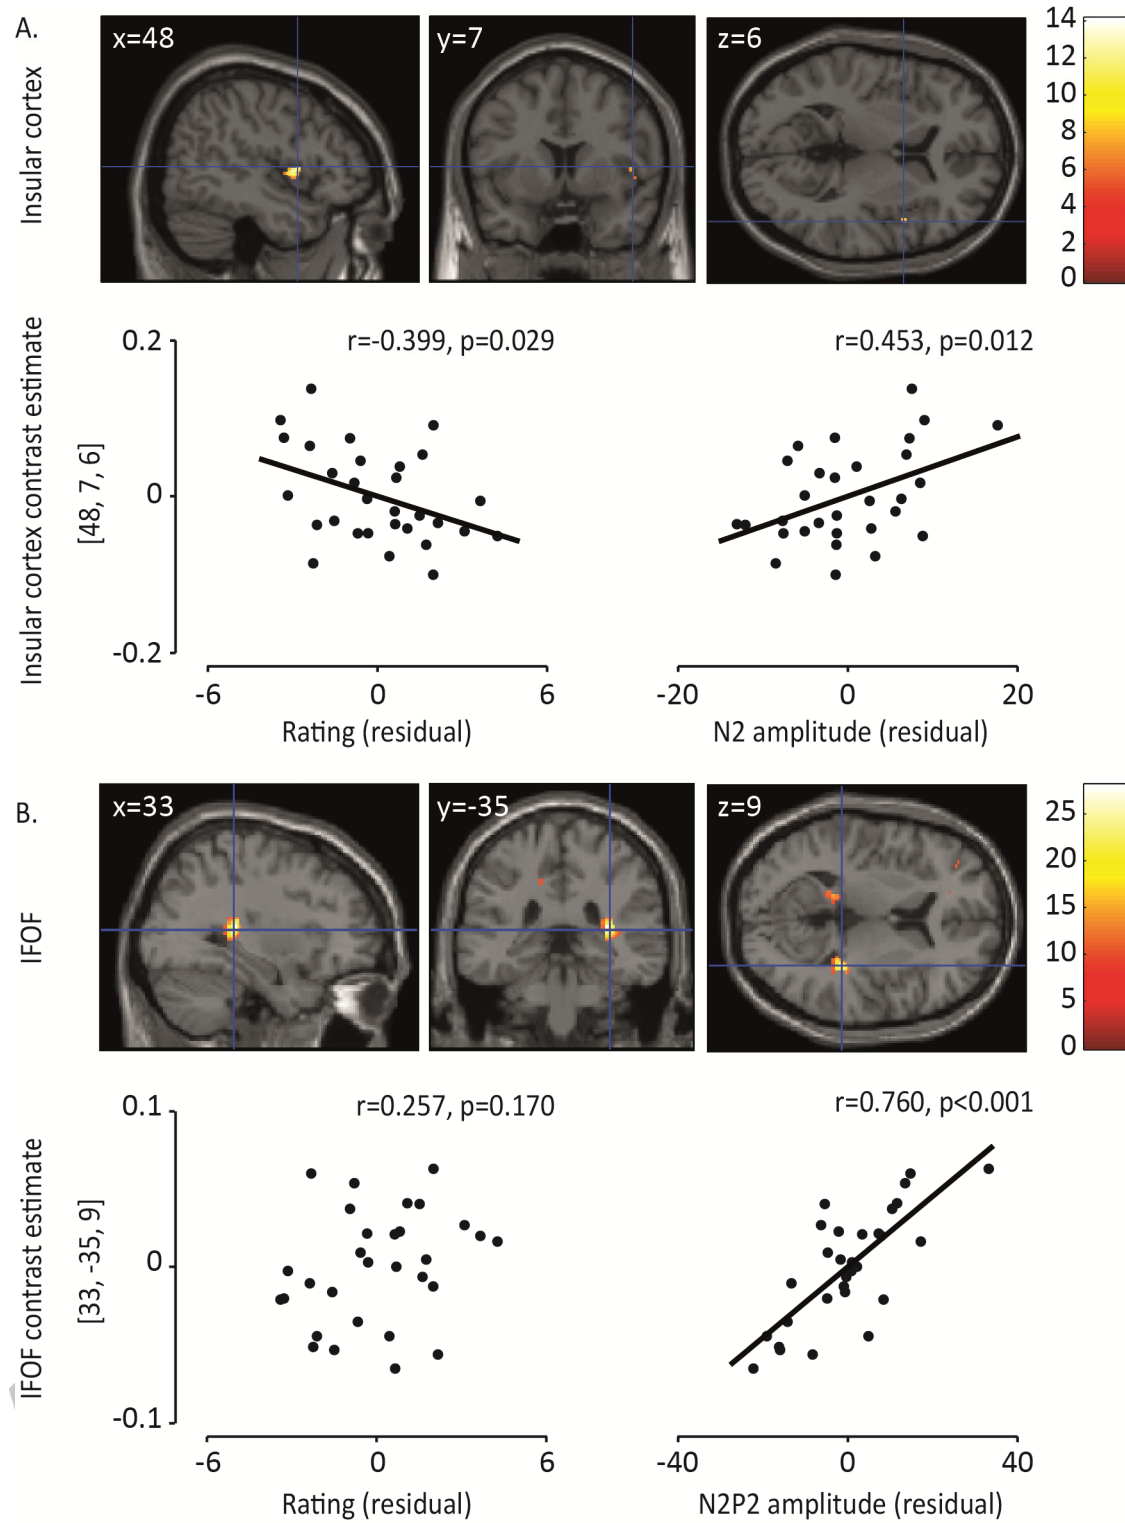 A.
Insular cortex
x=48
y=7
z=6
14
12
10
8
6
4
2
0
Insular cortex contrast estimate
[48, 7, 6]
r=-0.399, p=0.029
r=0.453, p=0.012
0.2
0
-0.2
-6
0
6
-20
0
20
Rating (residual)
N2 amplitude (residual)
B.
IFOF
x=33
y=-35
z=9
25
20
15
10
5
0
IFOF contrast estimate
[33, -35, 9]
r=0.257, p=0.170
r=0.760, p<0.001
0.1
0
-0.1
-6
0
6
-40
0
40
Rating (residual)
N2P2 amplitude (residual)